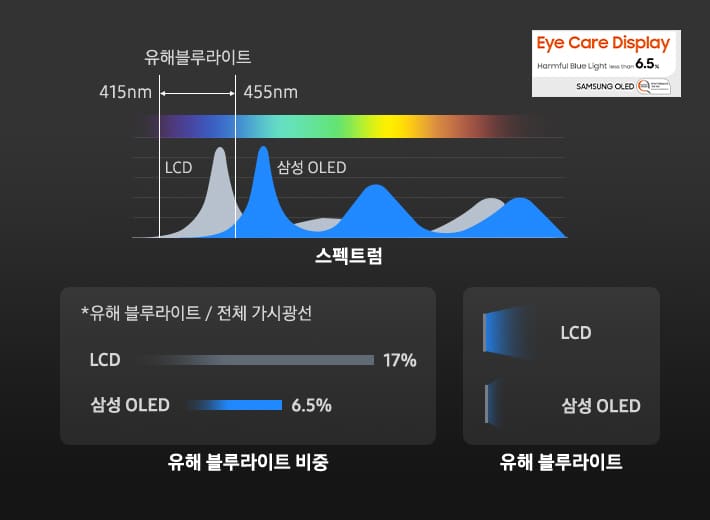 Eye Care Display
Harmful Blue Light less than 6.5%
SAMSUNG OLED
유해블루라이트
415nm
455nm
LCD
삼성 OLED
스펙트럼
*유해 블루라이트 / 전체 가시광선
LCD
17%
삼성 OLED
6.5%
유해 블루라이트 비중
LCD
삼성 OLED
유해 블루라이트